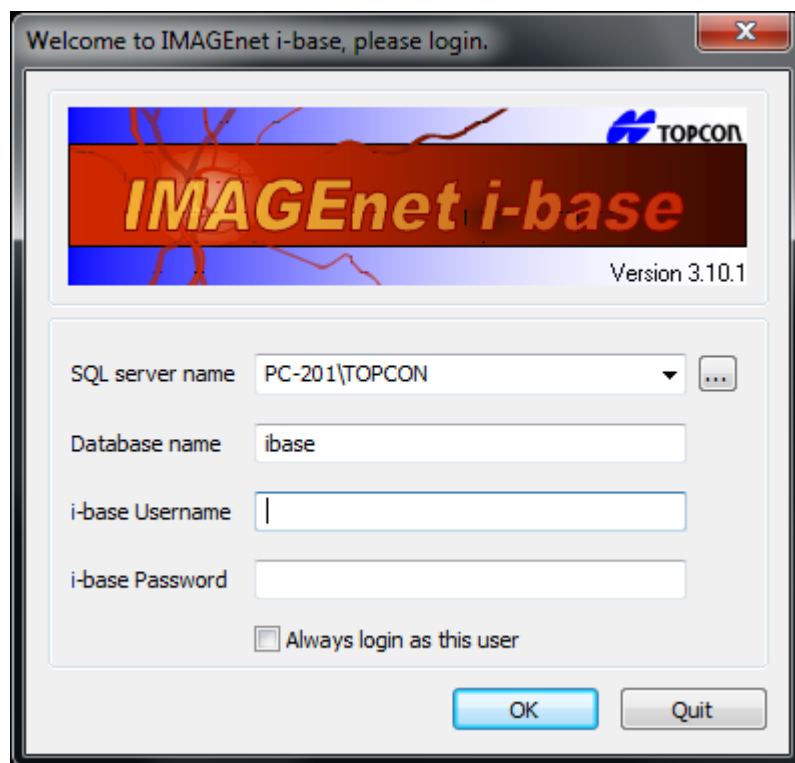 Welcome to IMAGEnet i-base, please login.
TOPCON
IMAGEnet i-base
Version 3.10.1
SQL server name PC-201\TOPCON ...
Database name ibase
i-base Username
i-base Password
Always login as this user
OK Quit